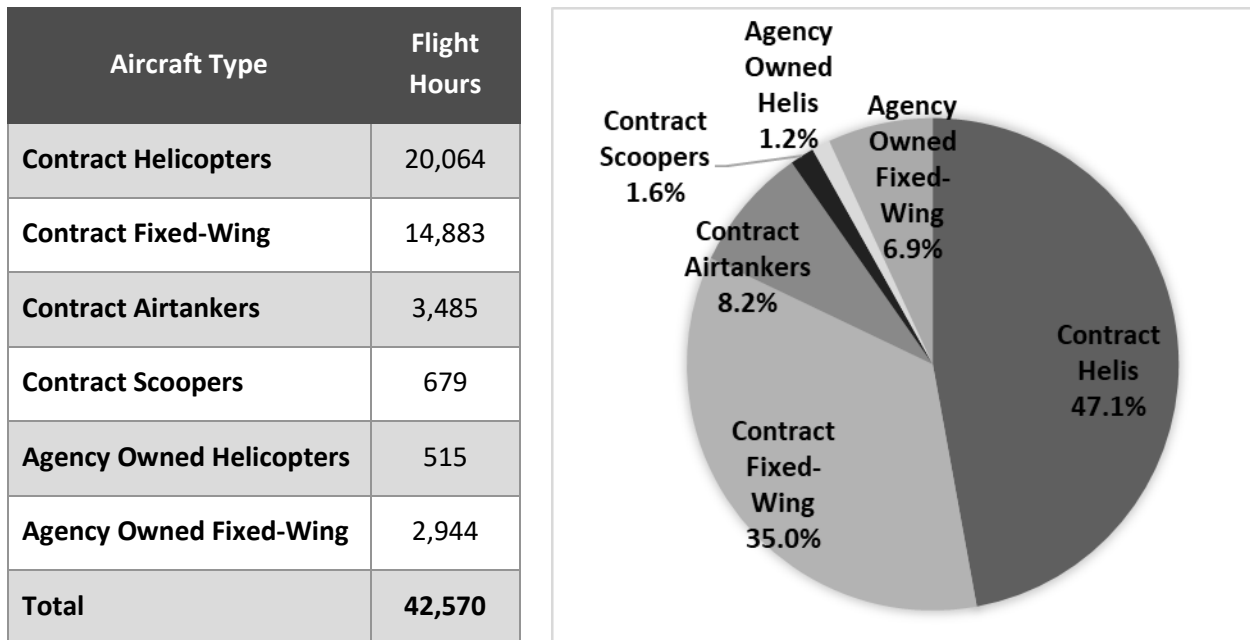 Aircraft Type
Flight
Hours
Contract Helicopters
20,064
Contract Fixed-Wing
14,883
Contract Airtankers
3,485
Contract Scoopers
679
Agency Owned Helicopters
515
Agency Owned Fixed-Wing
2,944
Total
42,570
Agency
Owned
Helis
1.2%
Agency
Owned
Fixed-
Wing
6.9%
Contract
Scoopers
1.6%
Contract
Airtankers
8.2%
Contract
Helis
47.1%
Contract
Fixed-
Wing
35.0%